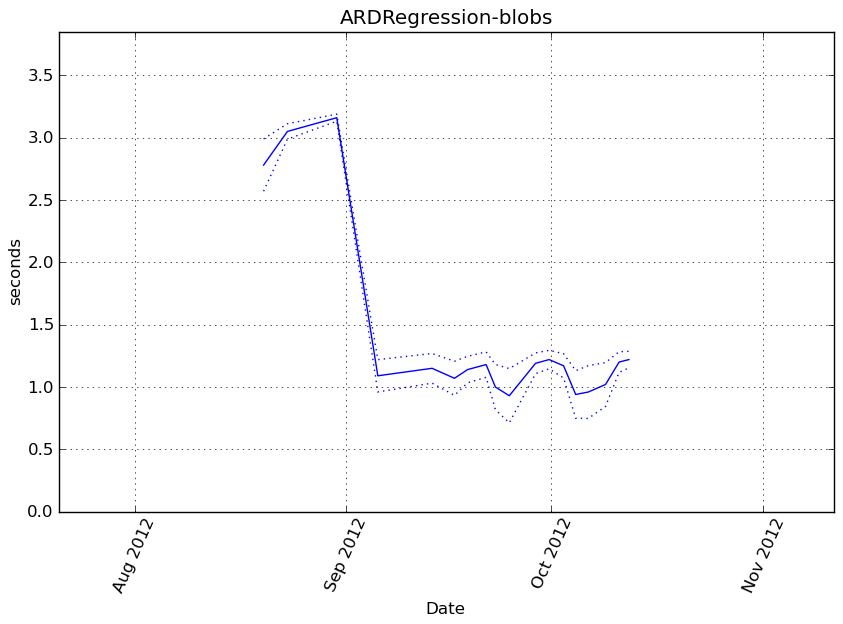 ARDRegression-blobs
3.5
3.0
2.5
2.0
1.5
1.0
0.5
0.0
seconds
Aug 2012
Sep 2012
Oct 2012
Nov 2012
Date